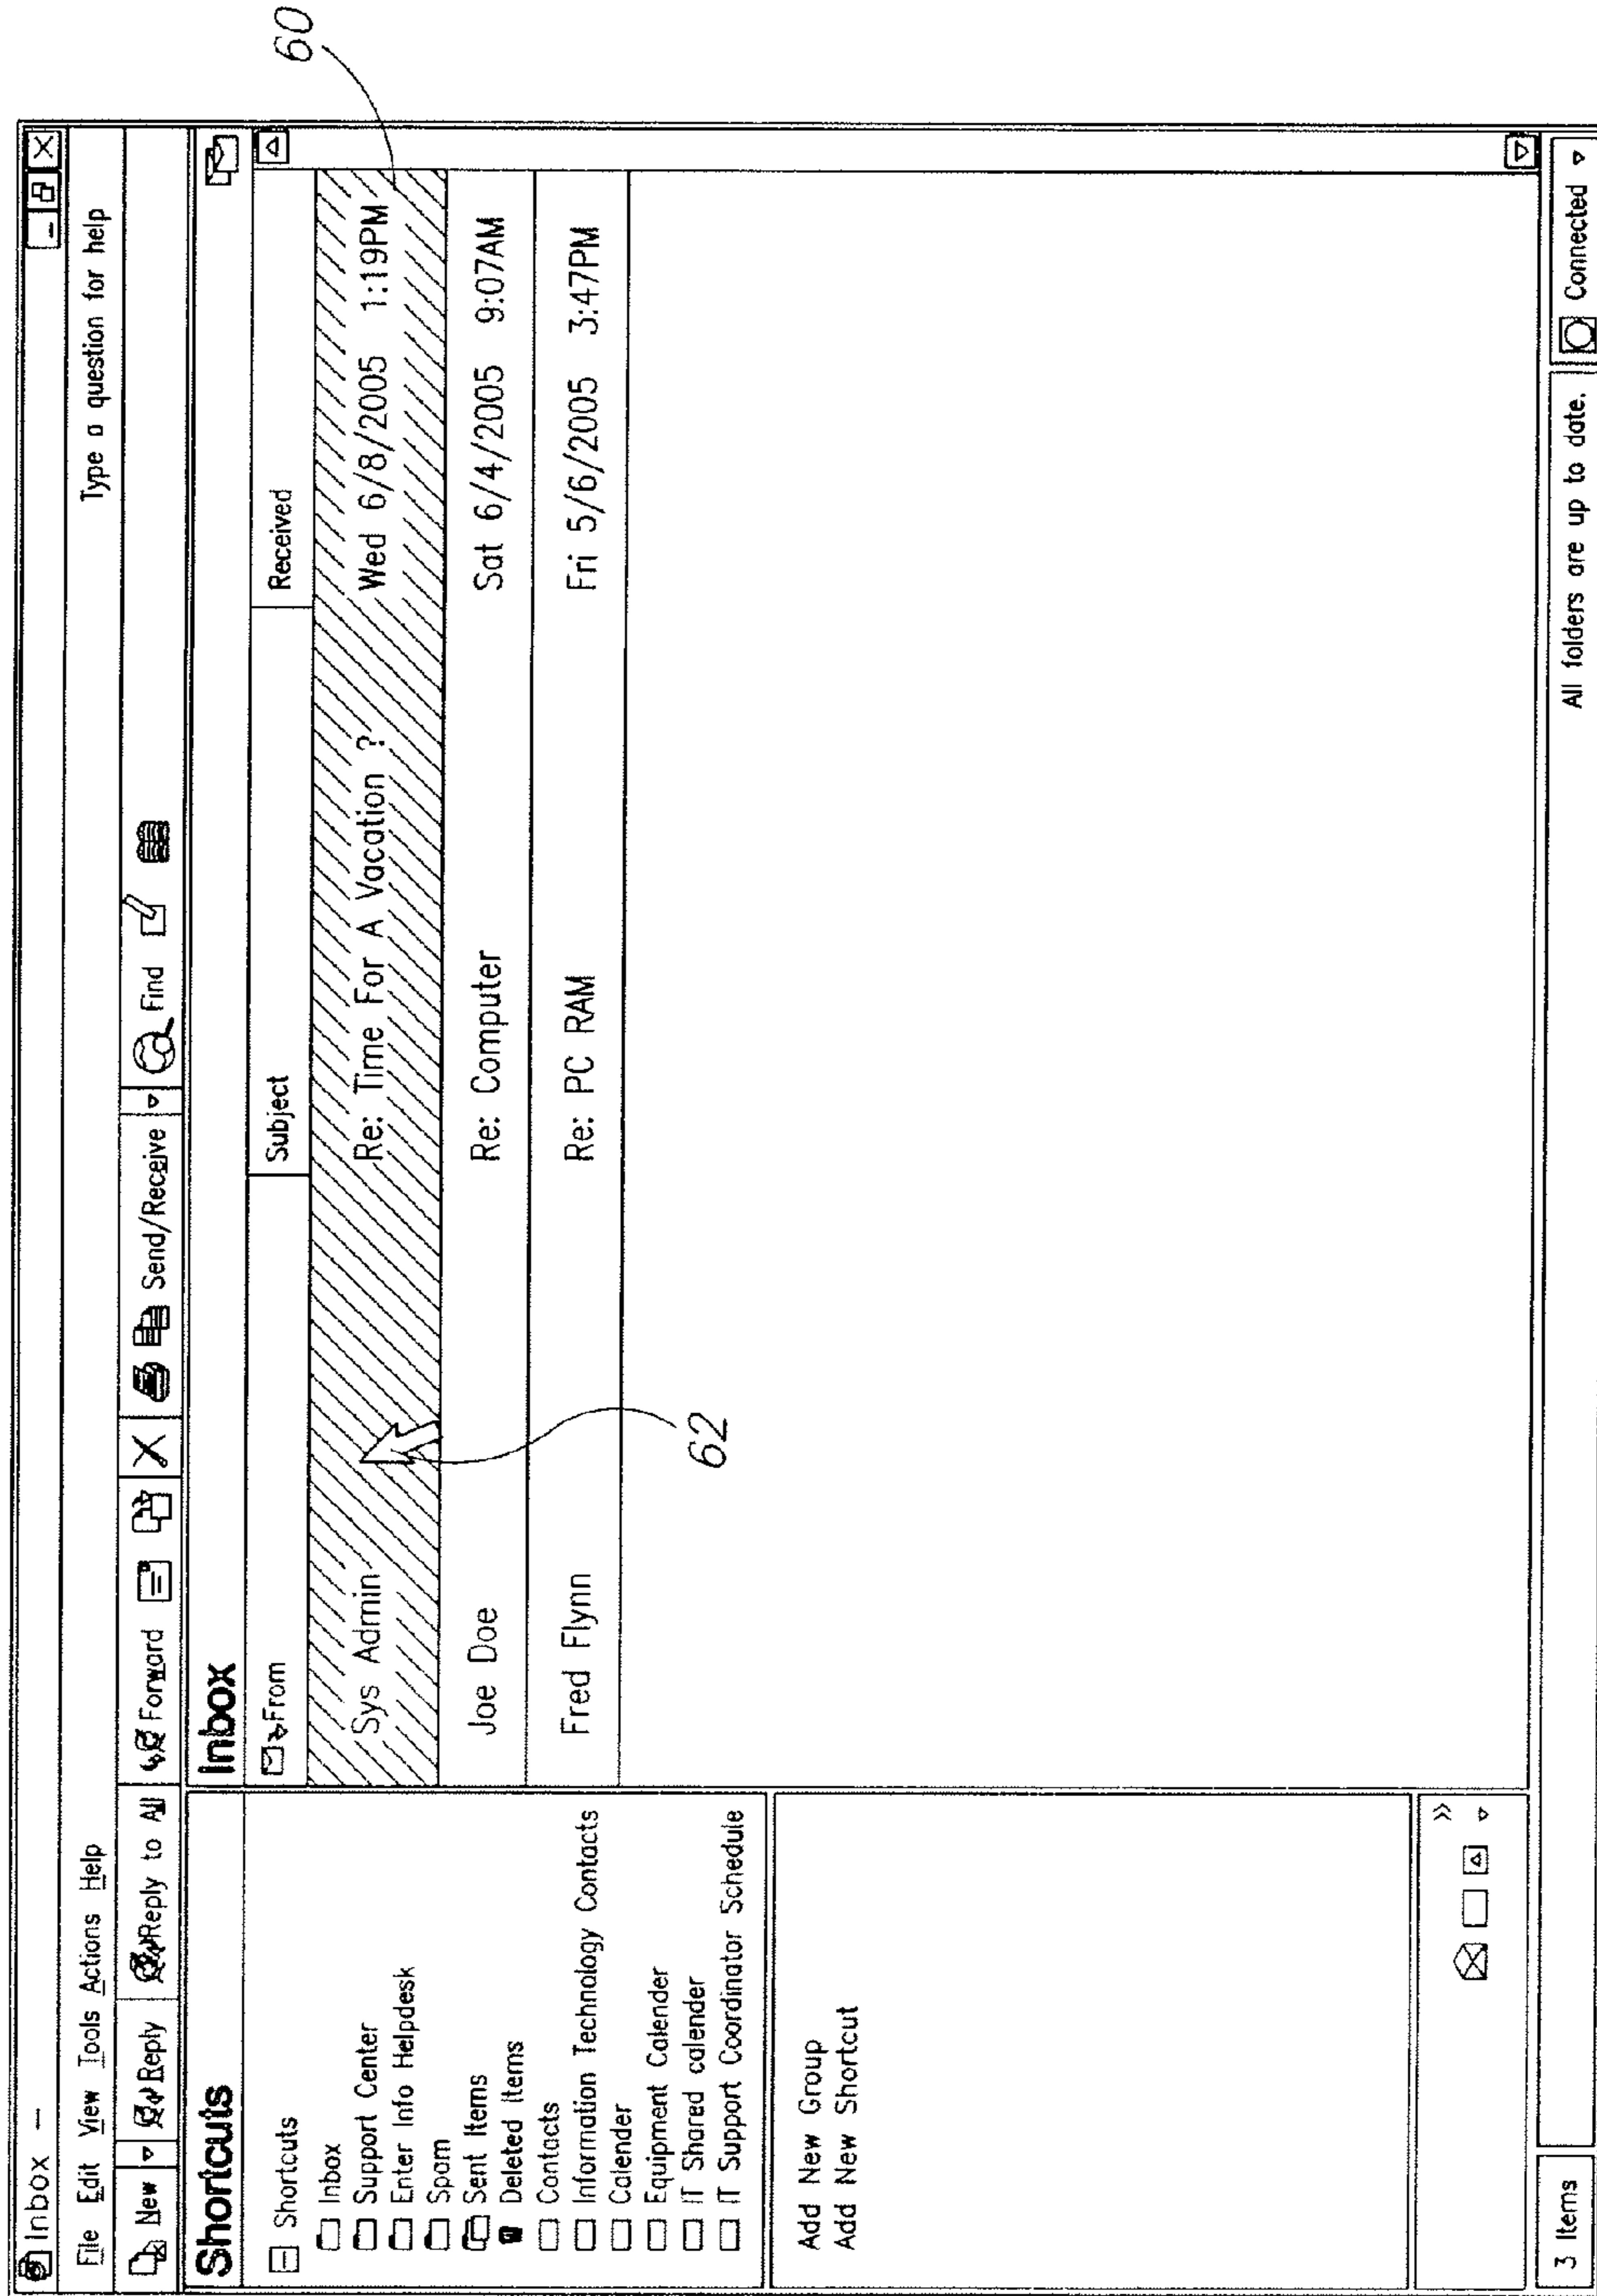 Inbox –
File Edit View Tools Actions Help Type a question for help
New Reply Reply to All Forward Send/Receive Find
Shortcuts
Shortcuts
Inbox
Support Center
Enter Info Helpdesk
Spam
Sent Items
Deleted Items
Contacts
Information Technology Contacts
Calender
Equipment Calender
IT Shared calender
IT Support Coordinator Schedule
Add New Group
Add New Shortcut
Inbox
From Subject Received
Sys Admin Re: Time For A Vacation ? Wed 6/8/2005 1:19PM
Joe Doe Re: Computer Sat 6/4/2005 9:07AM
Fred Flynn Re: PC RAM Fri 5/6/2005 3:47PM
60
62
3 Items All folders are up to date. Connected